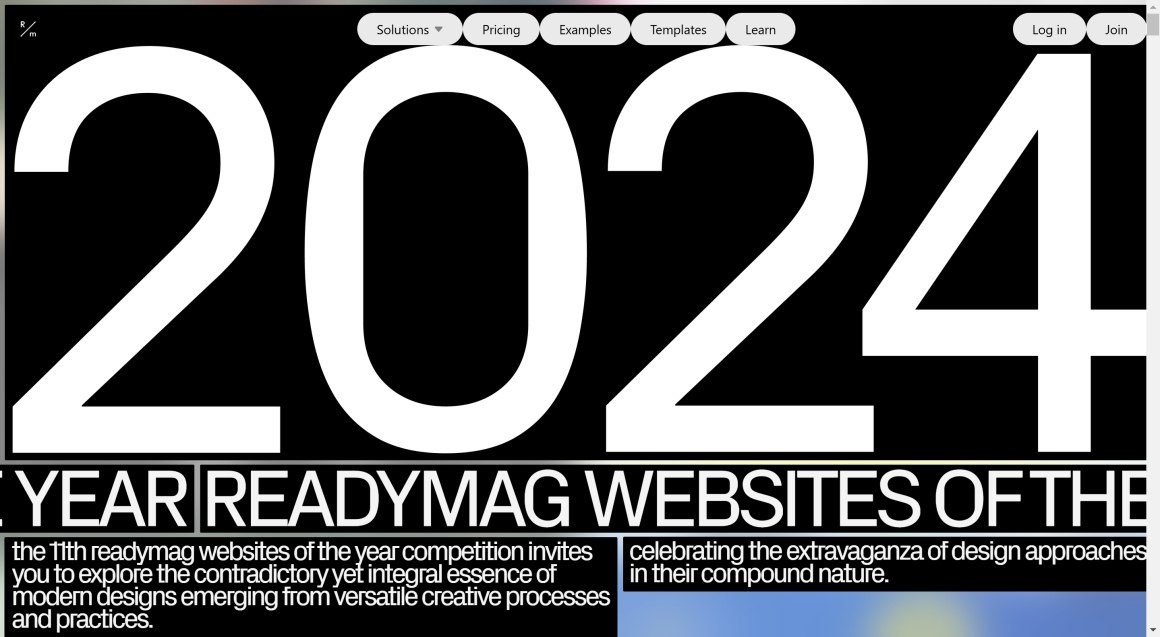 R/m
Solutions
Pricing
Examples
Templates
Learn
Log in
Join
2024
YEAR
READYMAG WEBSITES OF THE
the 11th readymag websites of the year competition invites
you to explore the contradictory yet integral essence of
modern designs emerging from versatile creative processes
and practices.
celebrating the extravaganza of design approaches
in their compound nature.